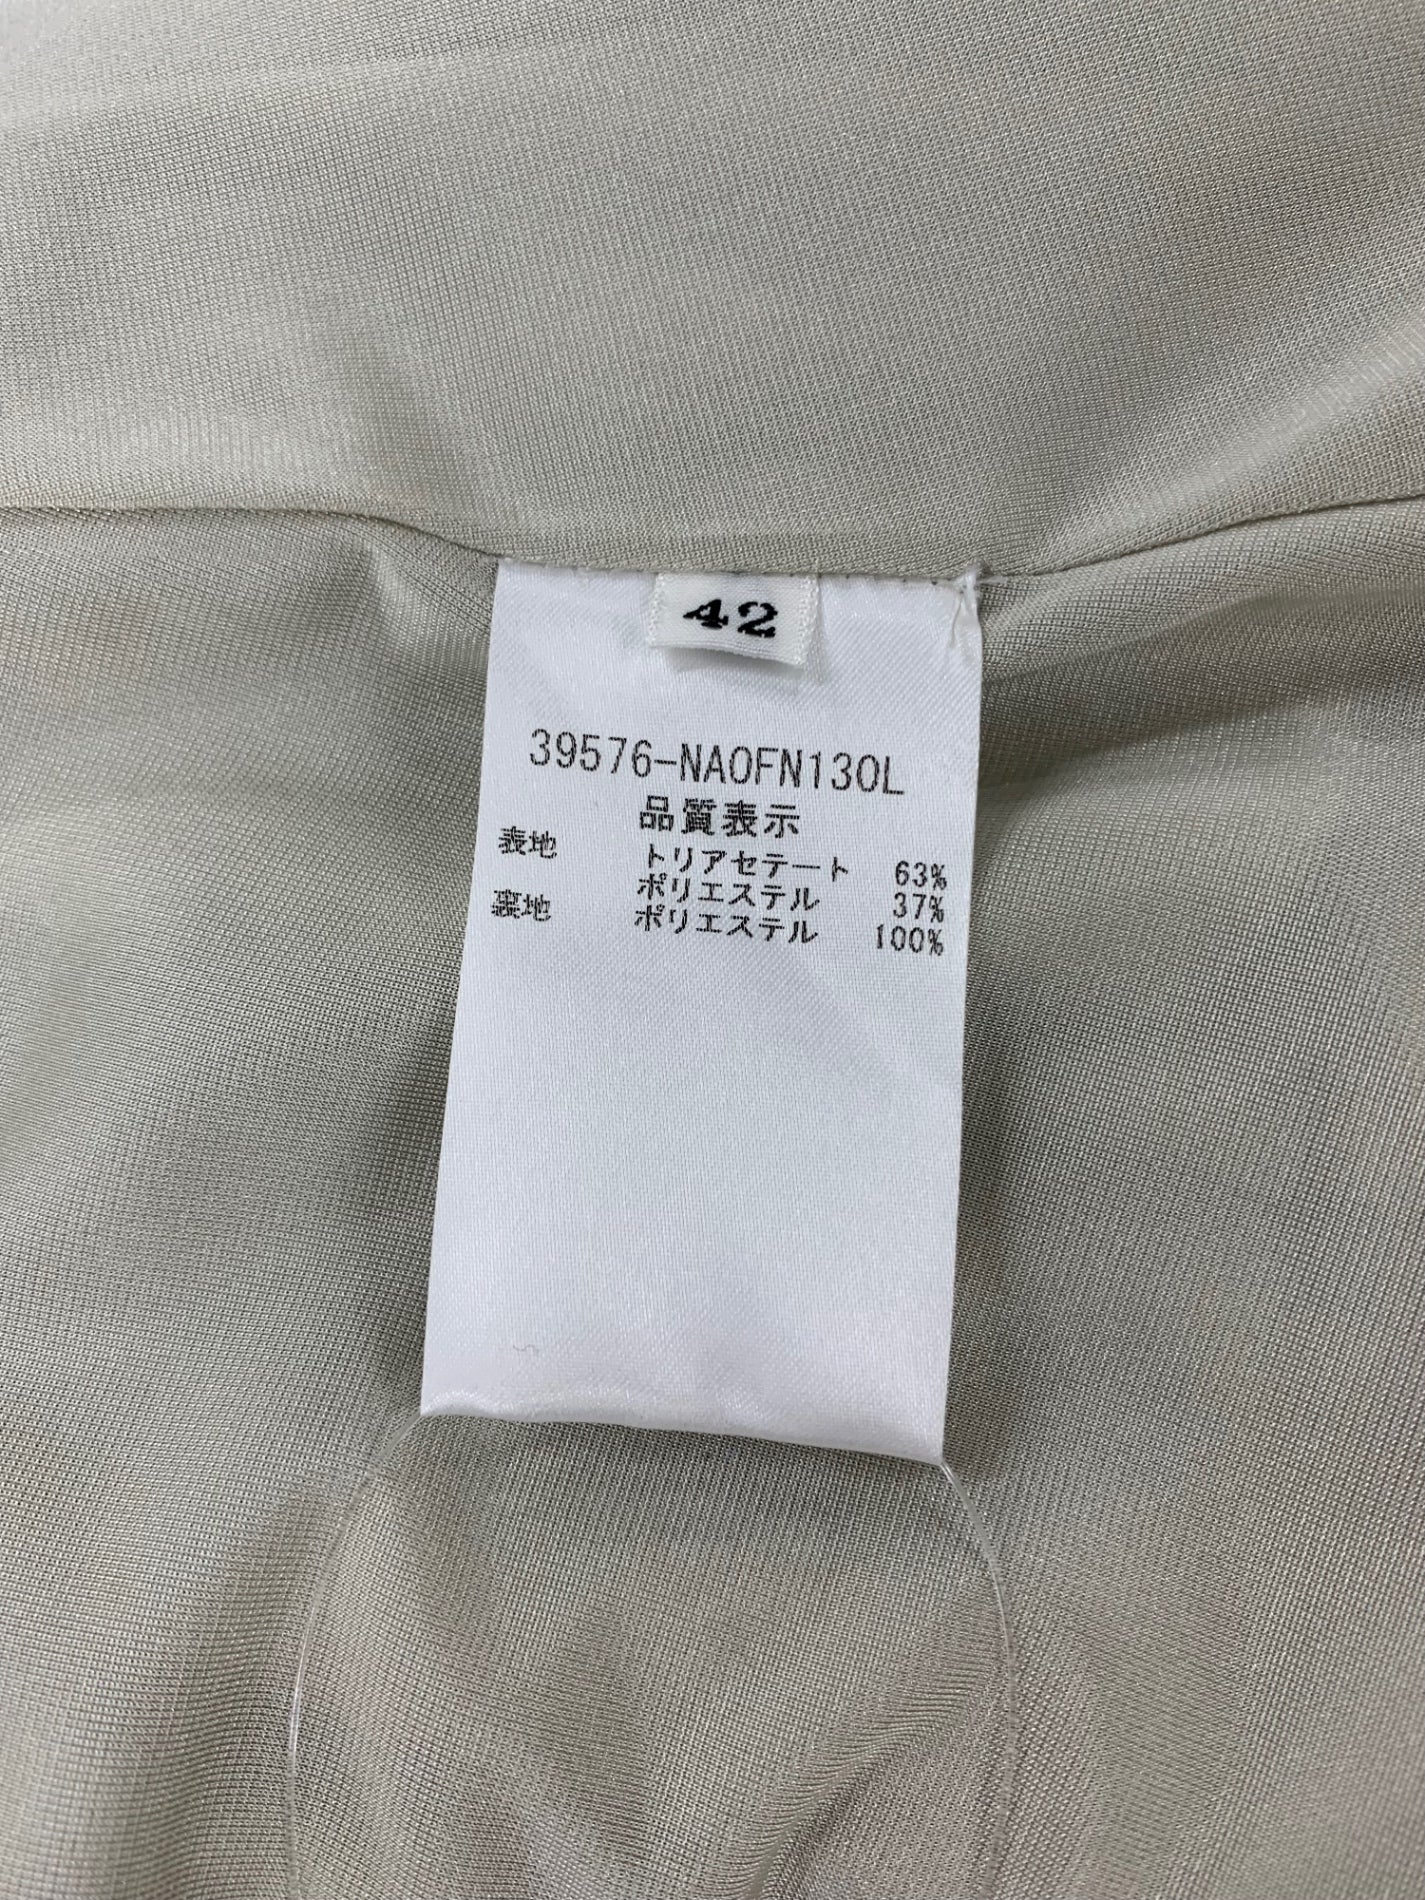 42
39576-NA0FN130L
品質表示
表地 トリアセテート 63%
ポリエステル 37%
裏地 ポリエステル 100%